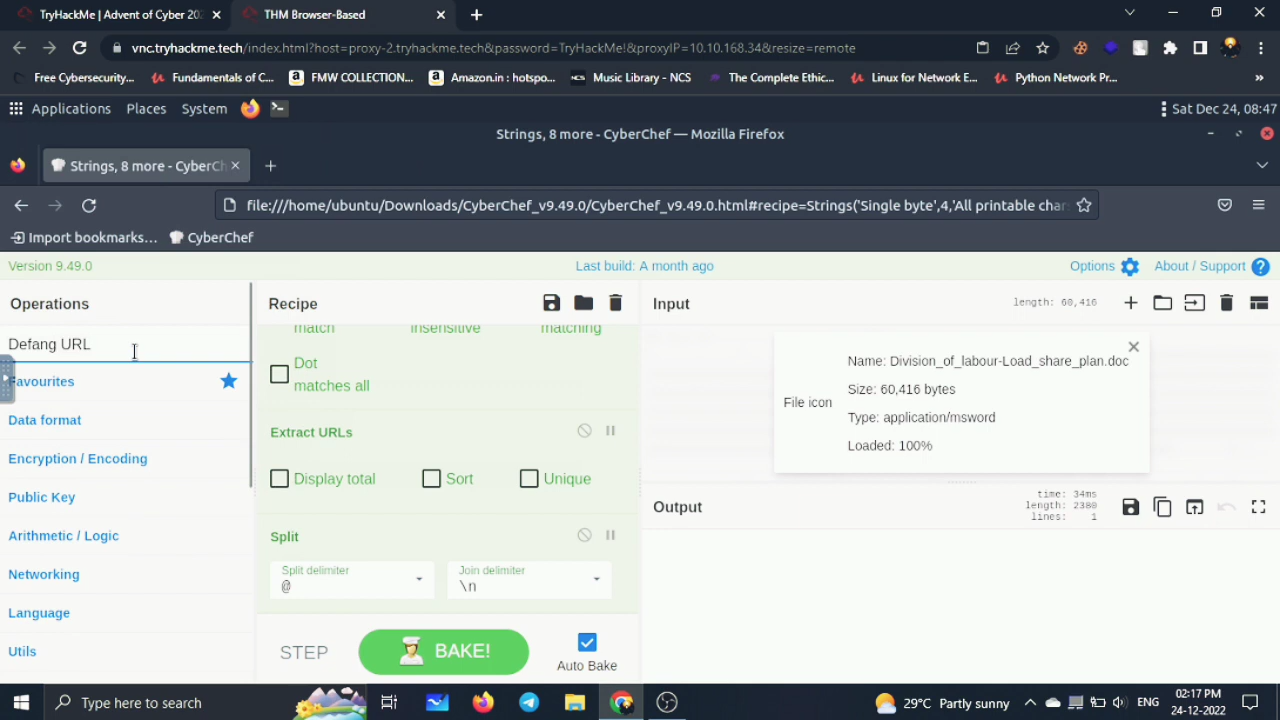 TryHackMe | Advent of Cyber 202
THM Browser-Based
vnc.tryhackme.tech/index.html?host=proxy-2.tryhackme.tech&password=TryHackMe!&proxyIP=10.10.168.34&resize=remote
Free Cybersecurity...
Fundamentals of C...
FMW COLLECTION...
Amazon.in : hotspo...
NCS
Music Library - NCS
The Complete Ethic...
Linux for Network E...
Python Network Pr...
»
Applications Places System
Sat Dec 24, 08:47
Strings, 8 more - CyberChef — Mozilla Firefox
Strings, 8 more - CyberCh
file:///home/ubuntu/Downloads/CyberChef_v9.49.0/CyberChef_v9.49.0.html#recipe=Strings('Single byte',4,'All printable char
Import bookmarks...
CyberChef
Version 9.49.0
Last build: A month ago
Options
About / Support
Operations
Recipe
Input
length: 60,416
Defang URL
Favourites
Data format
Encryption / Encoding
Public Key
Arithmetic / Logic
Networking
Language
Utils
match
insensitive
matching
Dot
matches all
Extract URLs
Display total
Sort
Unique
Split
Split delimiter
@
Join delimiter
\n
STEP
BAKE!
Auto Bake
File icon
Name: Division_of_labour-Load_share_plan.doc
Size: 60,416 bytes
Type: application/msword
Loaded: 100%
Output
time: 34ms
length: 2380
lines: 1
Type here to search
29°C Partly sunny
ENG
02:17 PM
24-12-2022